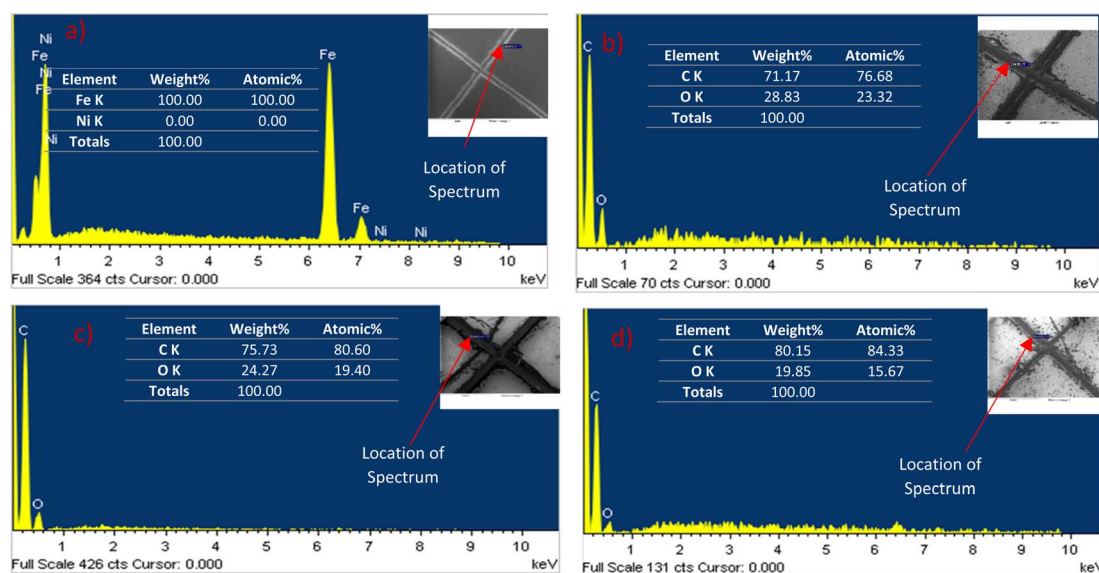 a)
Ni
Fe
Ni
Fe
Ni
Element Weight% Atomic%
Fe K 100.00 100.00
Ni K 0.00 0.00
Totals 100.00
Location of
Spectrum
Fe
Fe
Ni
Ni
1 2 3 4 5 6 7 8 9 10
Full Scale 364 cts Cursor: 0.000 keV
b)
C
O
Element Weight% Atomic%
C K 71.17 76.68
O K 28.83 23.32
Totals 100.00
Location of
Spectrum
1 2 3 4 5 6 7 8 9 10
Full Scale 70 cts Cursor: 0.000 keV
c)
C
O
Element Weight% Atomic%
C K 75.73 80.60
O K 24.27 19.40
Totals 100.00
Location of
Spectrum
1 2 3 4 5 6 7 8 9 10
Full Scale 426 cts Cursor: 0.000 keV
d)
C
O
Element Weight% Atomic%
C K 80.15 84.33
O K 19.85 15.67
Totals 100.00
Location of
Spectrum
1 2 3 4 5 6 7 8 9 10
Full Scale 131 cts Cursor: 0.000 keV